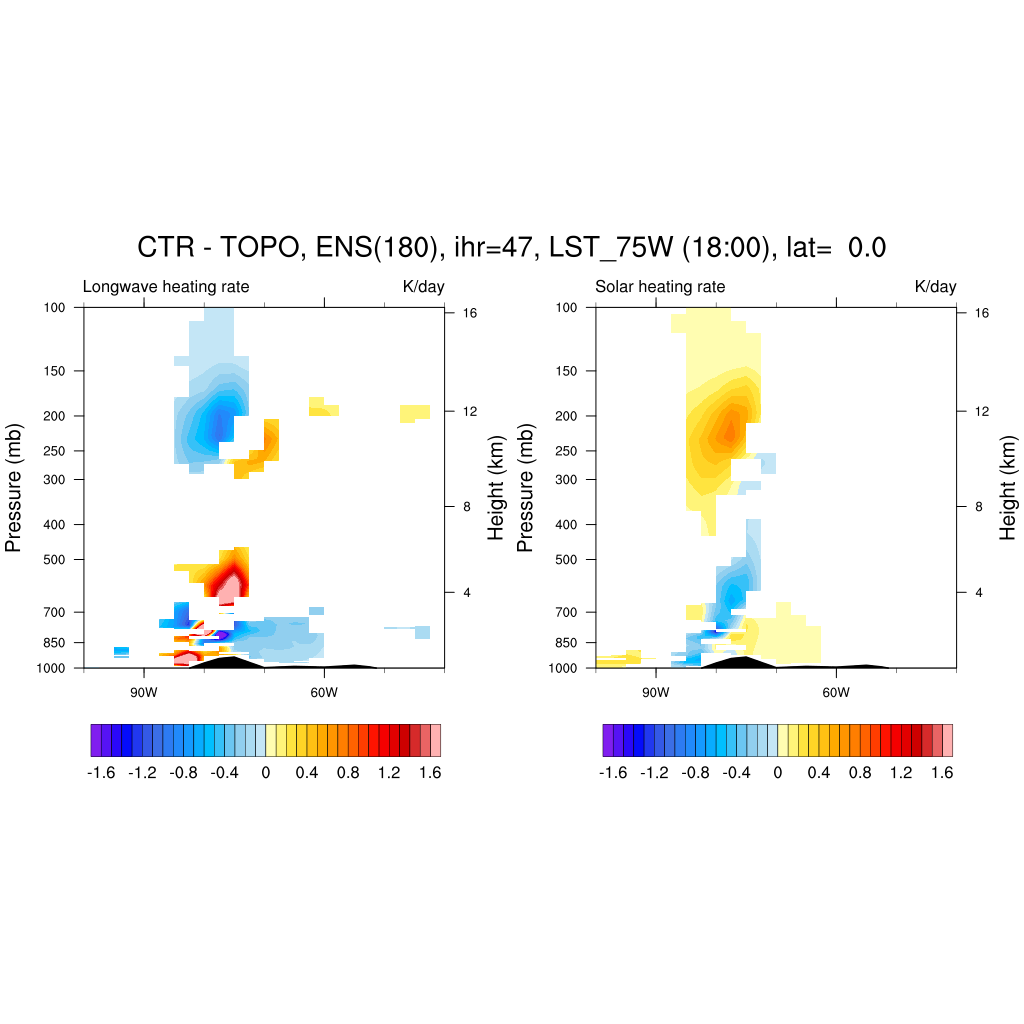 CTR - TOPO, ENS(180), ihr=47, LST_75W (18:00), lat=  0.0
Longwave heating rate K/day
100
150
200
250
300
400
500
700
850
1000
Pressure (mb)
16
12
8
4
Height (km)
90W 60W
-1.6 -1.2 -0.8 -0.4 0 0.4 0.8 1.2 1.6
Solar heating rate K/day
100
150
200
250
300
400
500
700
850
1000
Pressure (mb)
16
12
8
4
Height (km)
90W 60W
-1.6 -1.2 -0.8 -0.4 0 0.4 0.8 1.2 1.6